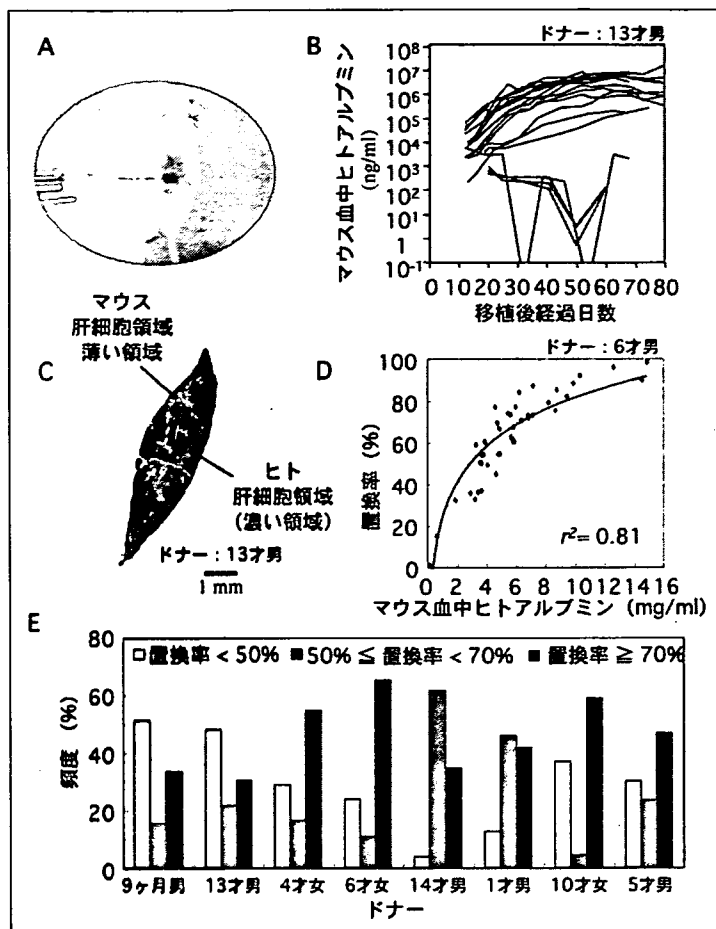 A
B
ドナー：13才男
マウス血中ヒトアルブミン
(ng/ml)
10⁸
10⁷
10⁶
10⁵
10⁴
10³
10²
10¹
1
10⁻¹
0 10 20 30 40 50 60 70 80
移植後経過日数
マウス
肝細胞領域
薄い領域
C
ヒト
肝細胞領域
(濃い領域)
ドナー：13才男
1 mm
ドナー：6才男
D
置換率 (%)
100
80
60
40
20
0
r²= 0.81
2 4 6 8 10 12 14 16
マウス血中ヒトアルブミン (mg/ml)
E
頻度 (%)
80
60
40
20
0
置換率 < 50% 50% ≦ 置換率 < 70% 置換率 ≧ 70%
9ヶ月男 13才男 4才女 6才女 14才男 1才男 10才女 5才男
ドナー